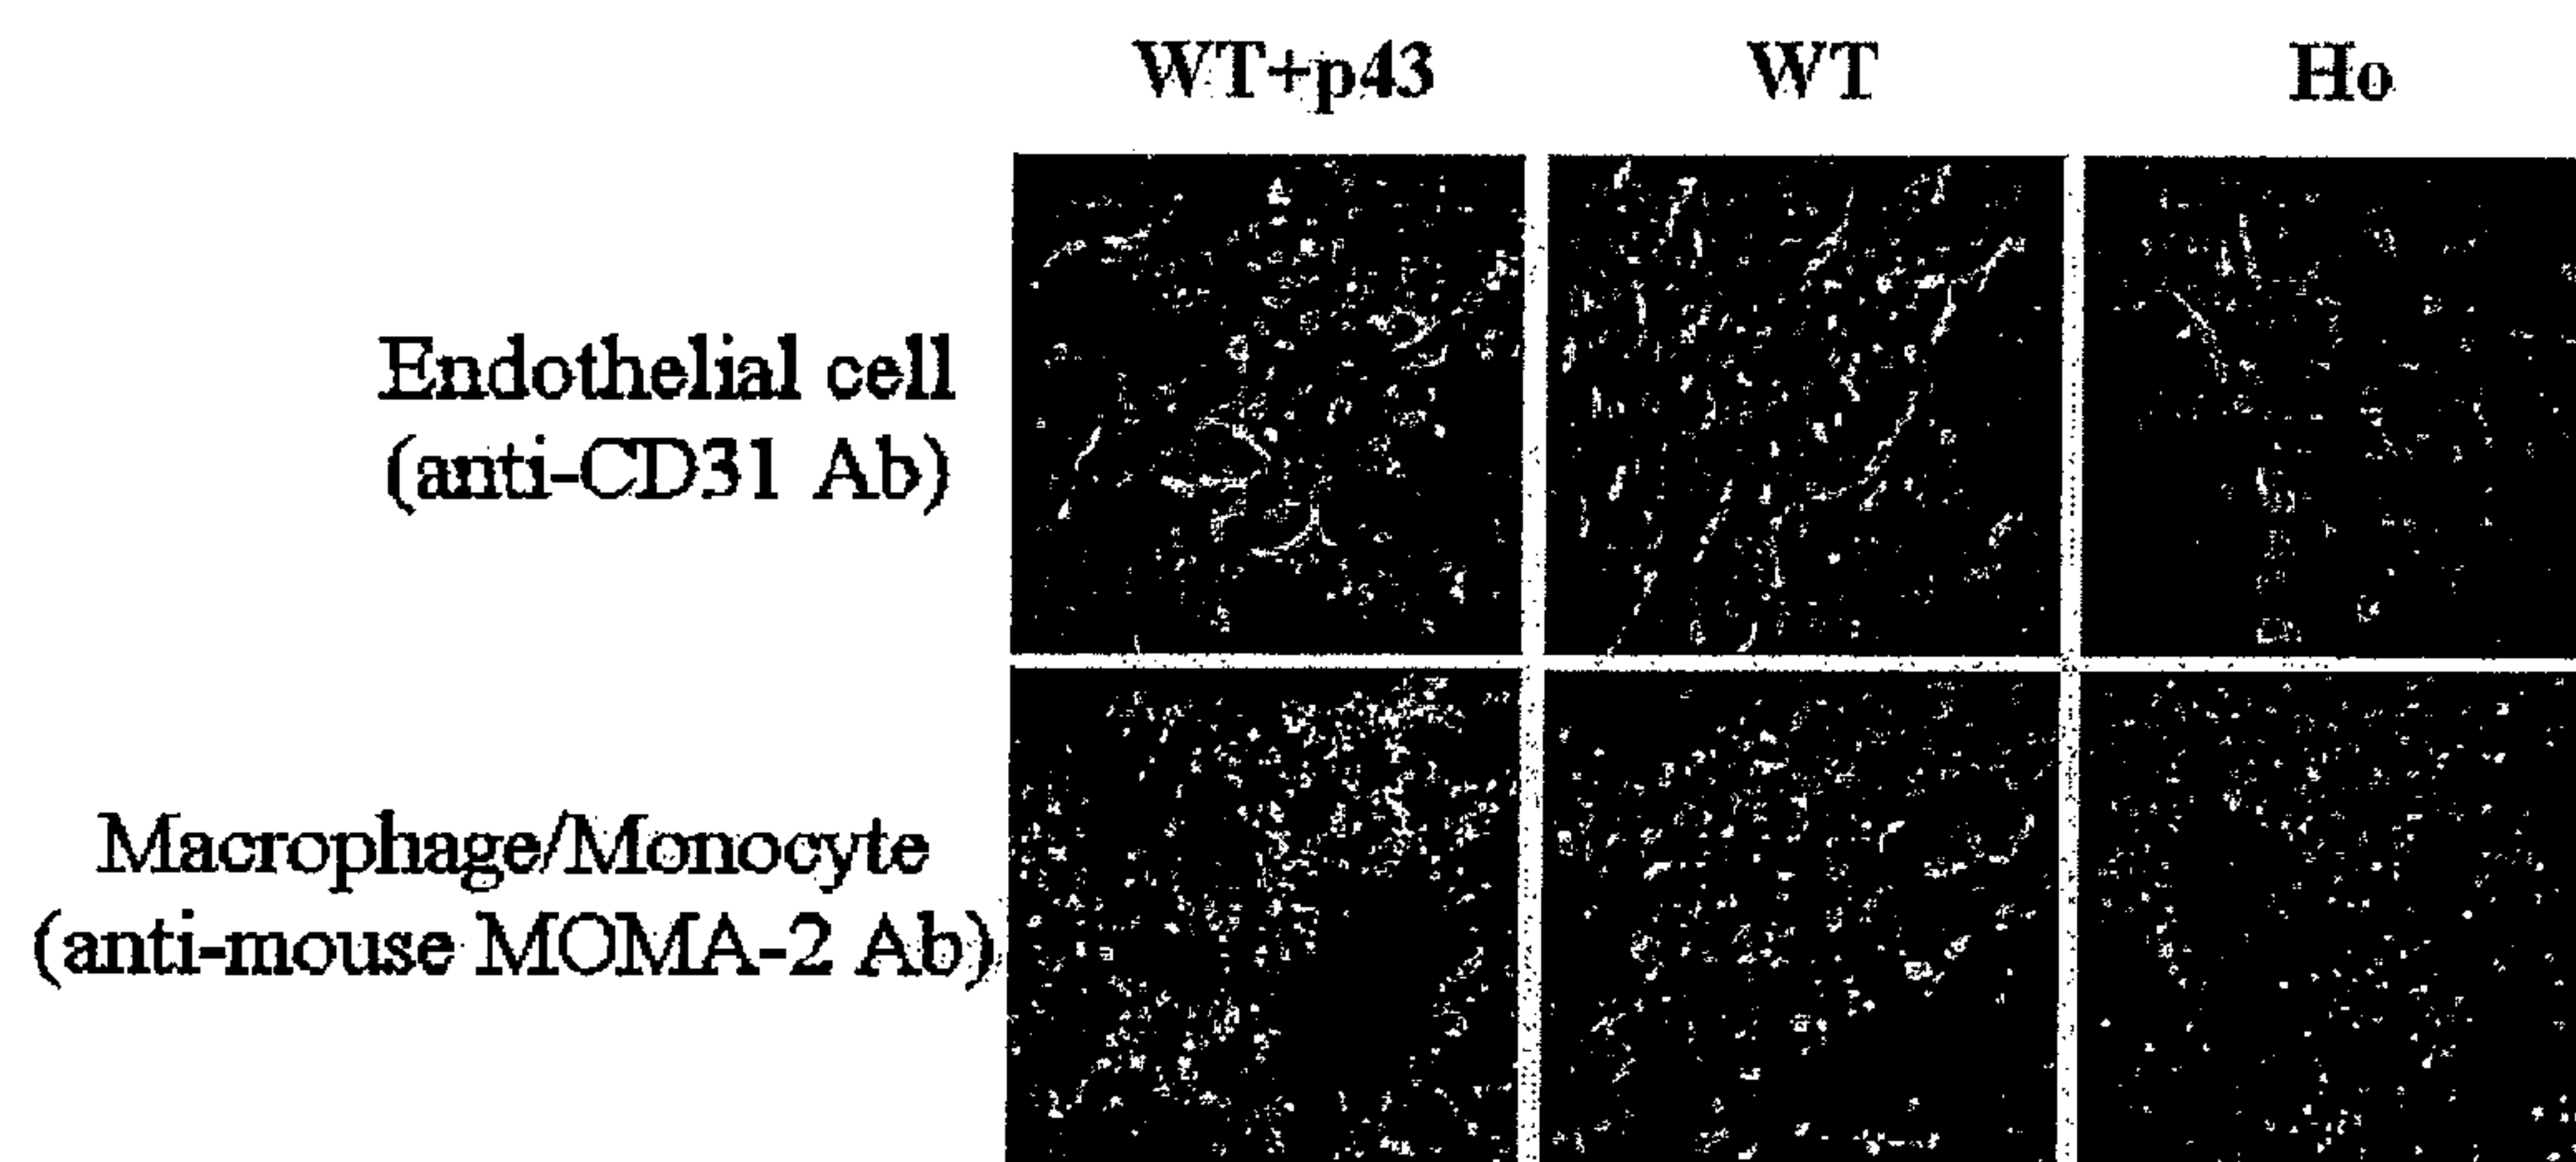 WT+p43 WT Ho
Endothelial cell
(anti-CD31 Ab)
Macrophage/Monocyte
(anti-mouse MOMA-2 Ab)